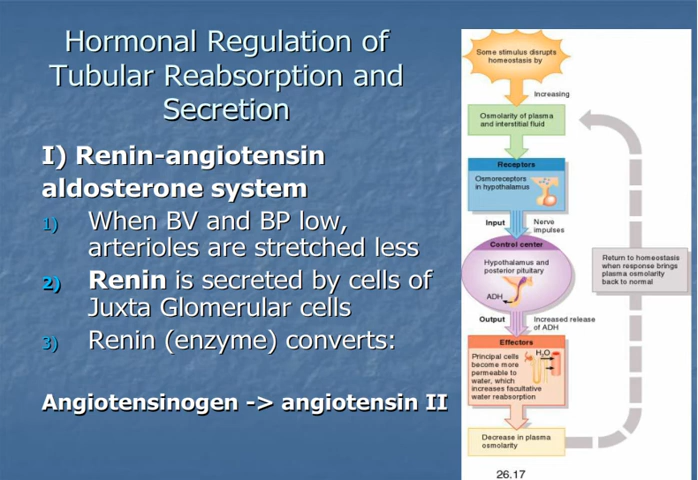 Hormonal Regulation of
Tubular Reabsorption and
Secretion
I) Renin-angiotensin
aldosterone system
1) When BV and BP low,
arterioles are stretched less
2) Renin is secreted by cells of
Juxta Glomerular cells
3) Renin (enzyme) converts:
Angiotensinogen -> angiotensin II
Some stimulus disrupts
homeostasis by
Increasing
Osmolarity of plasma
and interstitial fluid
Receptors
Osmoreceptors
in hypothalamus
Input
Nerve
impulses
Control center
Hypothalamus and
posterior pituitary
ADH
Output
Increased release
of ADH
Effectors
Principal cells
become more
permeable to
water, which
increases facultative
water reabsorption
H₂O
Decrease in plasma
osmolarity
Return to homeostasis
when response brings
plasma osmolarity
back to normal
26.17